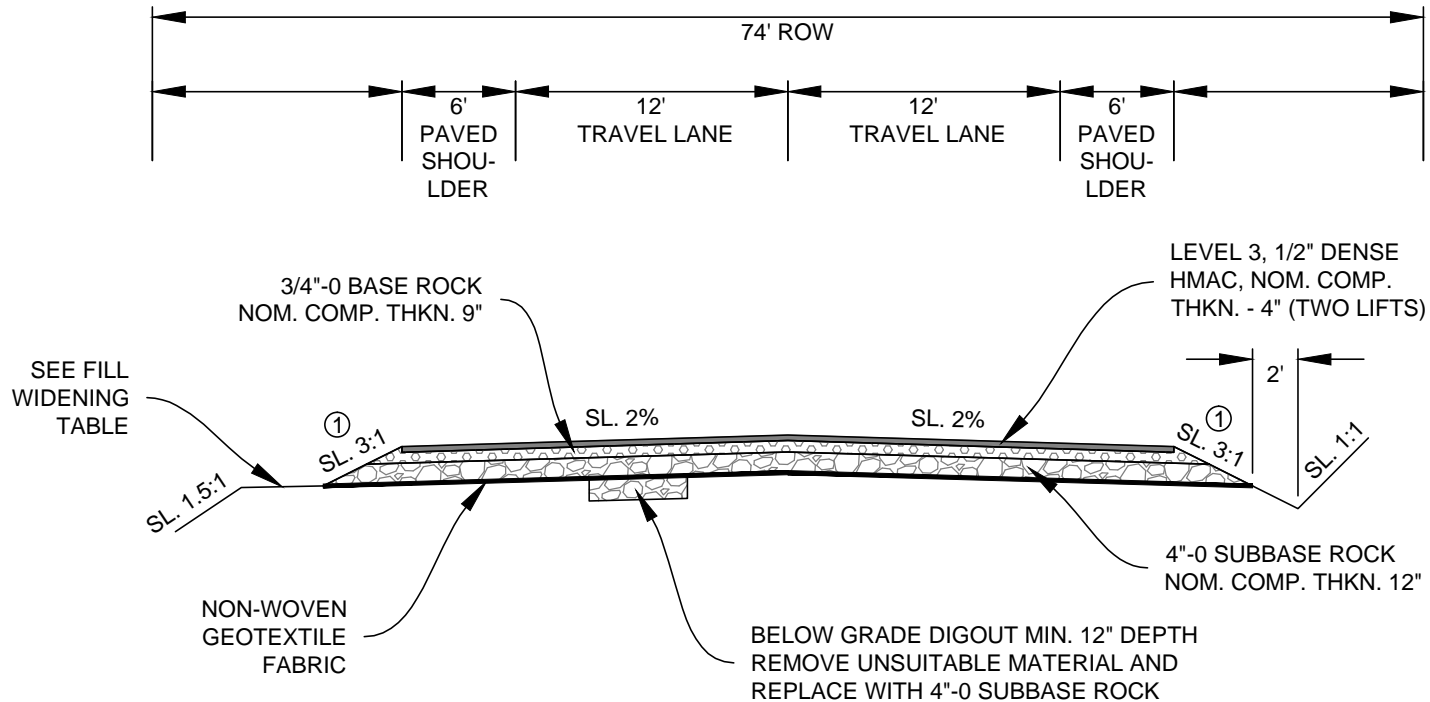 74' ROW
6'
PAVED
SHOU-
LDER
12'
TRAVEL LANE
12'
TRAVEL LANE
6'
PAVED
SHOU-
LDER
3/4"-0 BASE ROCK
NOM. COMP. THKN. 9"
LEVEL 3, 1/2" DENSE
HMAC, NOM. COMP.
THKN. - 4" (TWO LIFTS)
SEE FILL
WIDENING
TABLE
2'
1
SL. 3:1
SL. 2%
SL. 2%
1
SL. 3:1
SL. 1:1
SL. 1.5:1
4"-0 SUBBASE ROCK
NOM. COMP. THKN. 12"
NON-WOVEN
GEOTEXTILE
FABRIC
BELOW GRADE DIGOUT MIN. 12" DEPTH
REMOVE UNSUITABLE MATERIAL AND
REPLACE WITH 4"-0 SUBBASE ROCK